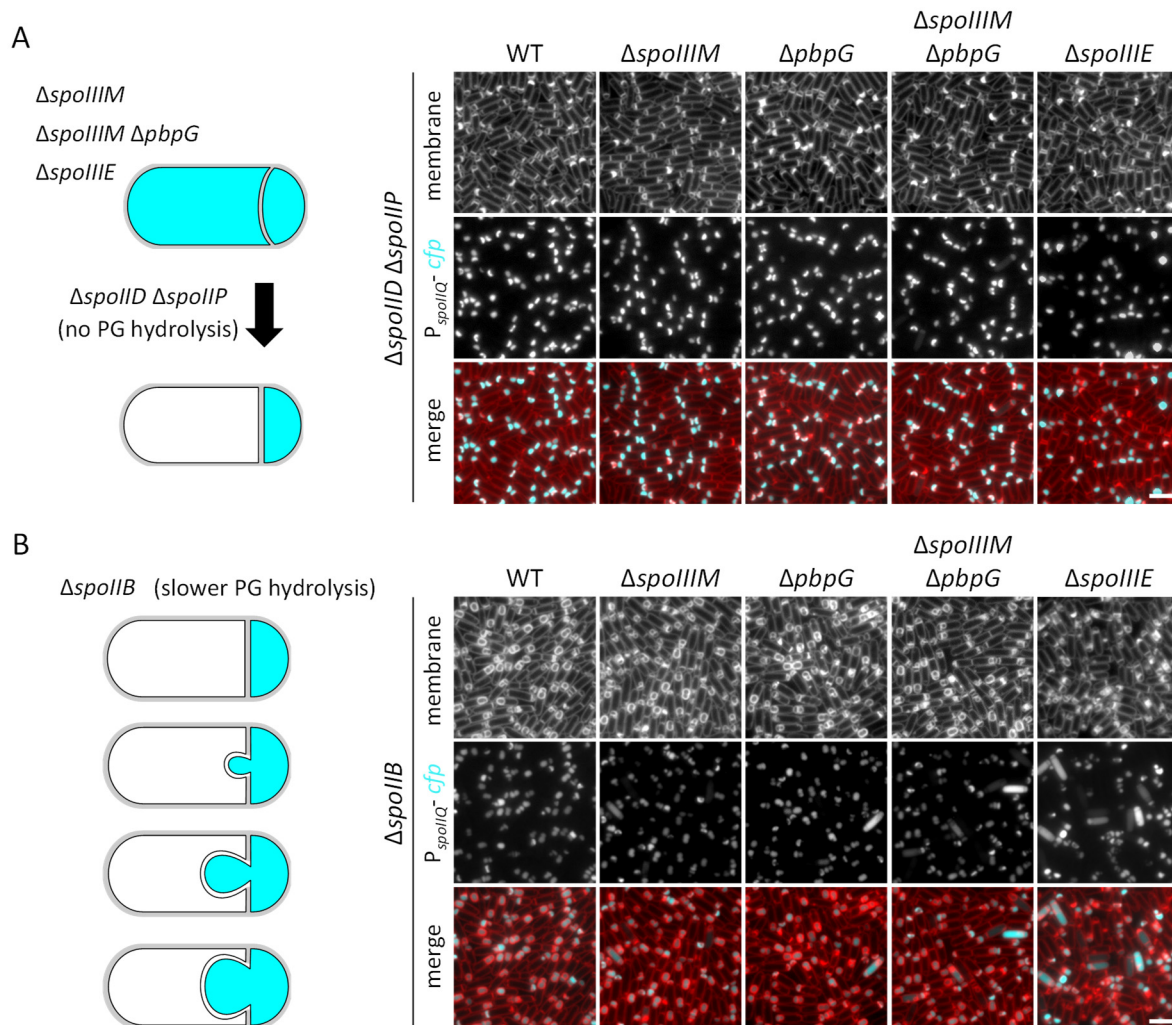 A
ΔspoIIIM
ΔspoIIIM ΔpbpG
ΔspoIIIE
ΔspoIID ΔspoIIP
(no PG hydrolysis)
WT
ΔspoIIIM
ΔpbpG
ΔspoIIIM
ΔpbpG
ΔspoIIIE
ΔspoIID ΔspoIIP
membrane
PspoIIQ- cfp
merge
B
ΔspoIIB (slower PG hydrolysis)
WT
ΔspoIIIM
ΔpbpG
ΔspoIIIM
ΔpbpG
ΔspoIIIE
ΔspoIIB
membrane
PspoIIQ- cfp
merge